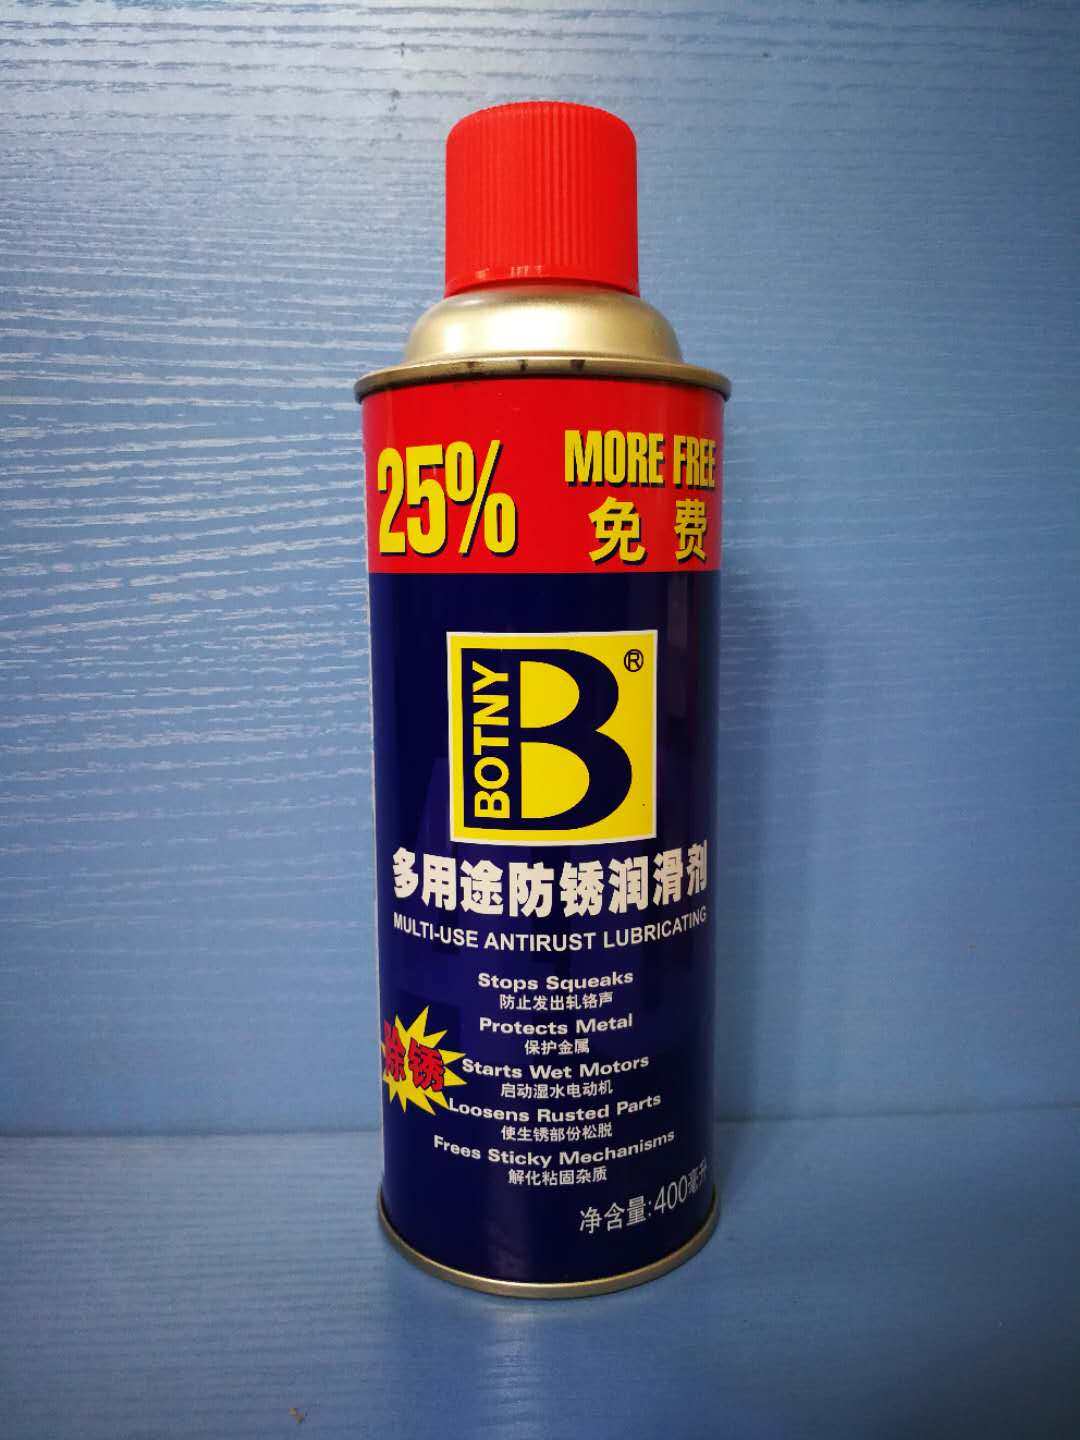 25%
MORE FREE
免费
BOTNY
B®
多用途防锈润滑剂
MULTI-USE ANTIRUST LUBRICATING
Stops Squeaks
防止发出轧铬声
Protects Metal
保护金属
除锈
Starts Wet Motors
启动湿水电动机
Loosens Rusted Parts
使生锈部份松脱
Frees Sticky Mechanisms
解化粘固杂质
净含量:400毫升